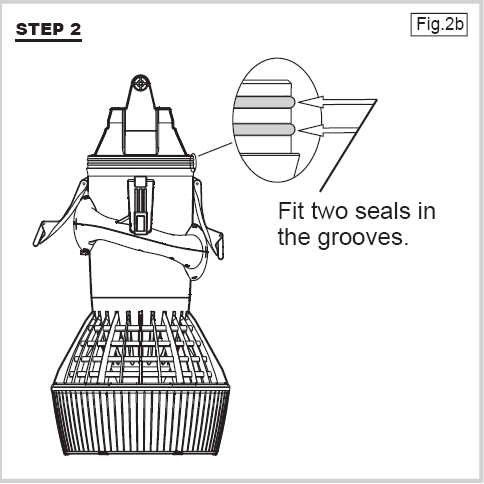 STEP 2
Fig.2b
Fit two seals in
the grooves.